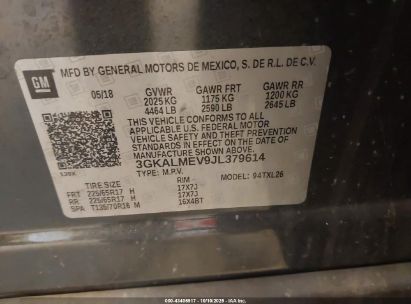 GM
MFD BY GENERAL MOTORS DE MEXICO, S. DE R.L. DE C.V.
05/18 GVWR GAWR FRT GAWR RR
2025 KG 1175 KG 1200 KG
4464 LB 2590 LB 2645 LB
THIS VEHICLE CONFORMS TO ALL
APPLICABLE U.S. FEDERAL MOTOR
VEHICLE SAFETY AND THEFT PREVENTION
STANDARDS IN EFFECT ON THE DATE OF
MANUFACTURE SHOWN ABOVE.
3GKALMEV9JL379614
TYPE: M.P.V. MODEL: 94TXL26
TIRE SIZE RIM
FRT 225/65R17 H 17X7J
RR 225/65R17 H 17X7J
SPA T135/70R16 M 16X4BT